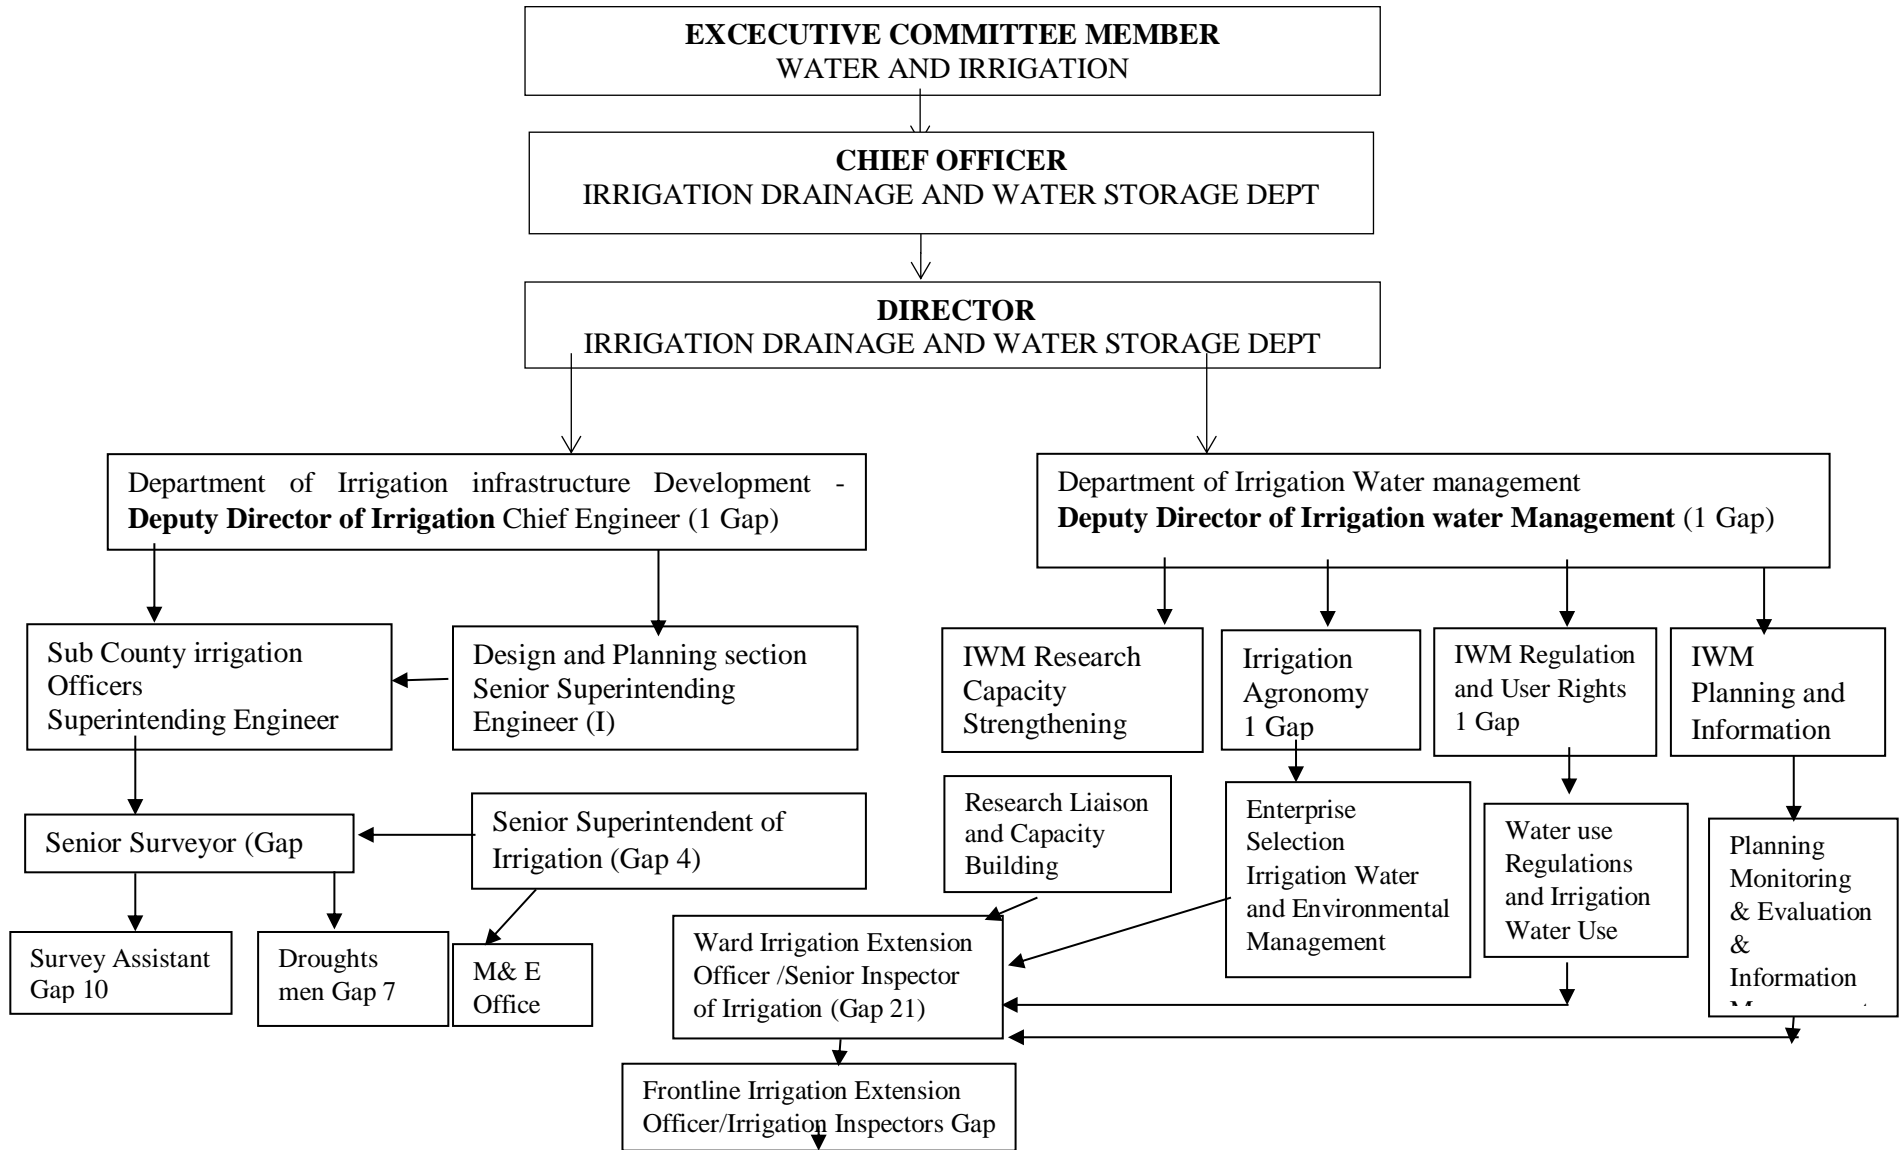 EXCECUTIVE COMMITTEE MEMBER
WATER AND IRRIGATION
CHIEF OFFICER
IRRIGATION DRAINAGE AND WATER STORAGE DEPT
DIRECTOR
IRRIGATION DRAINAGE AND WATER STORAGE DEPT
Department of Irrigation infrastructure Development -
Deputy Director of Irrigation Chief Engineer (1 Gap)
Department of Irrigation Water management
Deputy Director of Irrigation water Management (1 Gap)
Sub County irrigation
Officers
Superintending Engineer
Design and Planning section
Senior Superintending
Engineer (I)
IWM Research
Capacity
Strengthening
Irrigation
Agronomy
1 Gap
IWM Regulation
and User Rights
1 Gap
IWM
Planning and
Information
Senior Surveyor (Gap
Senior Superintendent of
Irrigation (Gap 4)
Research Liaison
and Capacity
Building
Enterprise
Selection
Irrigation Water
and Environmental
Management
Water use
Regulations
and Irrigation
Water Use
Planning
Monitoring
& Evaluation
&
Information
Survey Assistant
Gap 10
Droughts
men Gap 7
M& E
Office
Ward Irrigation Extension
Officer /Senior Inspector
of Irrigation (Gap 21)
Frontline Irrigation Extension
Officer/Irrigation Inspectors Gap